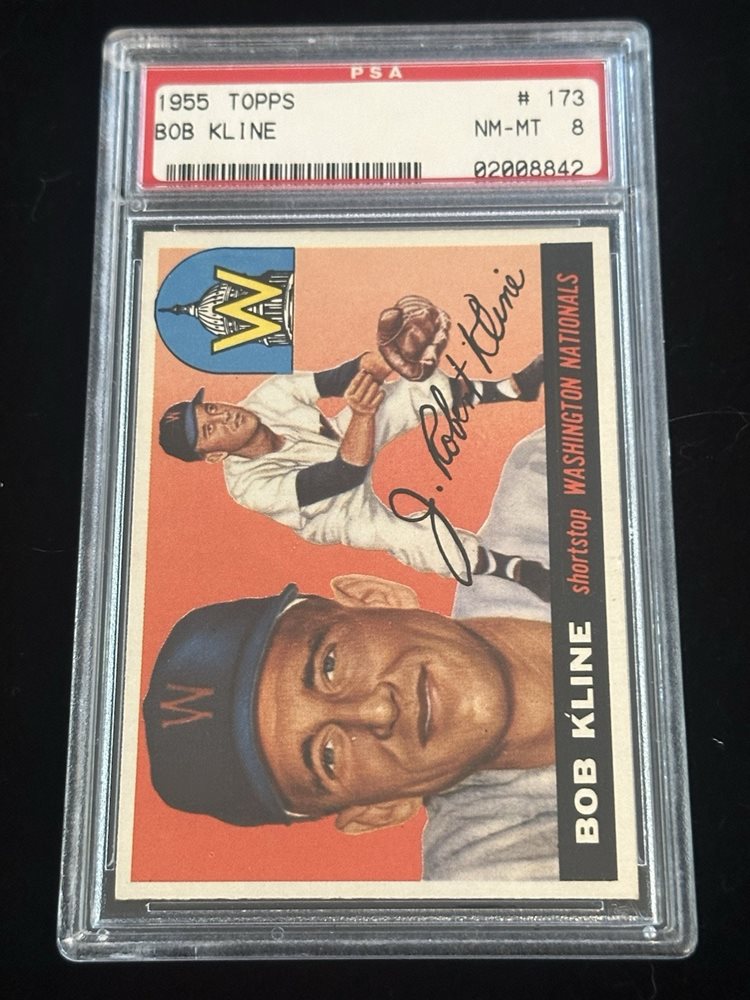 PSA
1955 TOPPS # 173
BOB KLINE NM-MT 8
02008842
W
W
J. Robert Kline
W
BOB KLINE shortstop WASHINGTON NATIONALS